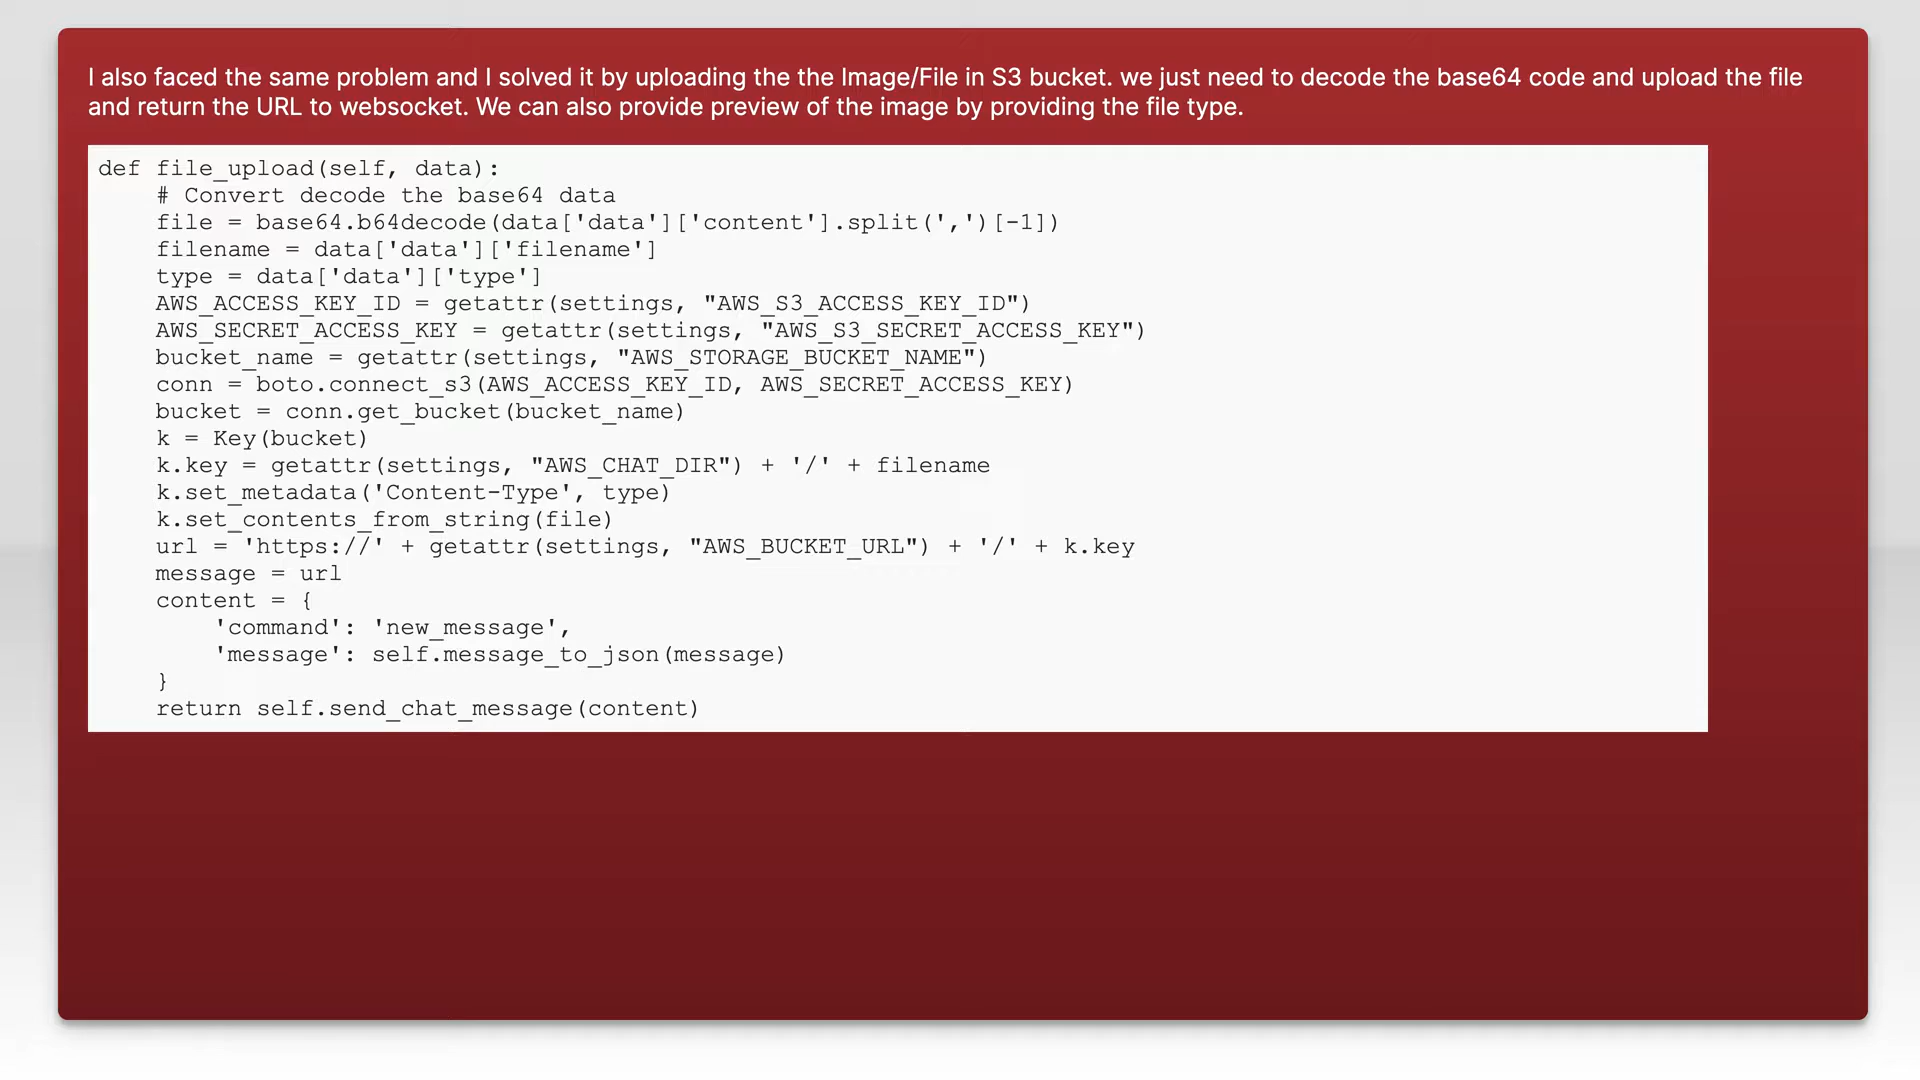 I also faced the same problem and I solved it by uploading the the Image/File in S3 bucket. we just need to decode the base64 code and upload the file
and return the URL to websocket. We can also provide preview of the image by providing the file type.
def file_upload(self, data):
    # Convert decode the base64 data
    file = base64.b64decode(data['data']['content'].split(',')[-1])
    filename = data['data']['filename']
    type = data['data']['type']
    AWS_ACCESS_KEY_ID = getattr(settings, "AWS_S3_ACCESS_KEY_ID")
    AWS_SECRET_ACCESS_KEY = getattr(settings, "AWS_S3_SECRET_ACCESS_KEY")
    bucket_name = getattr(settings, "AWS_STORAGE_BUCKET_NAME")
    conn = boto.connect_s3(AWS_ACCESS_KEY_ID, AWS_SECRET_ACCESS_KEY)
    bucket = conn.get_bucket(bucket_name)
    k = Key(bucket)
    k.key = getattr(settings, "AWS_CHAT_DIR") + '/' + filename
    k.set_metadata('Content-Type', type)
    k.set_contents_from_string(file)
    url = 'https://' + getattr(settings, "AWS_BUCKET_URL") + '/' + k.key
    message = url
    content = {
        'command': 'new_message',
        'message': self.message_to_json(message)
    }
    return self.send_chat_message(content)